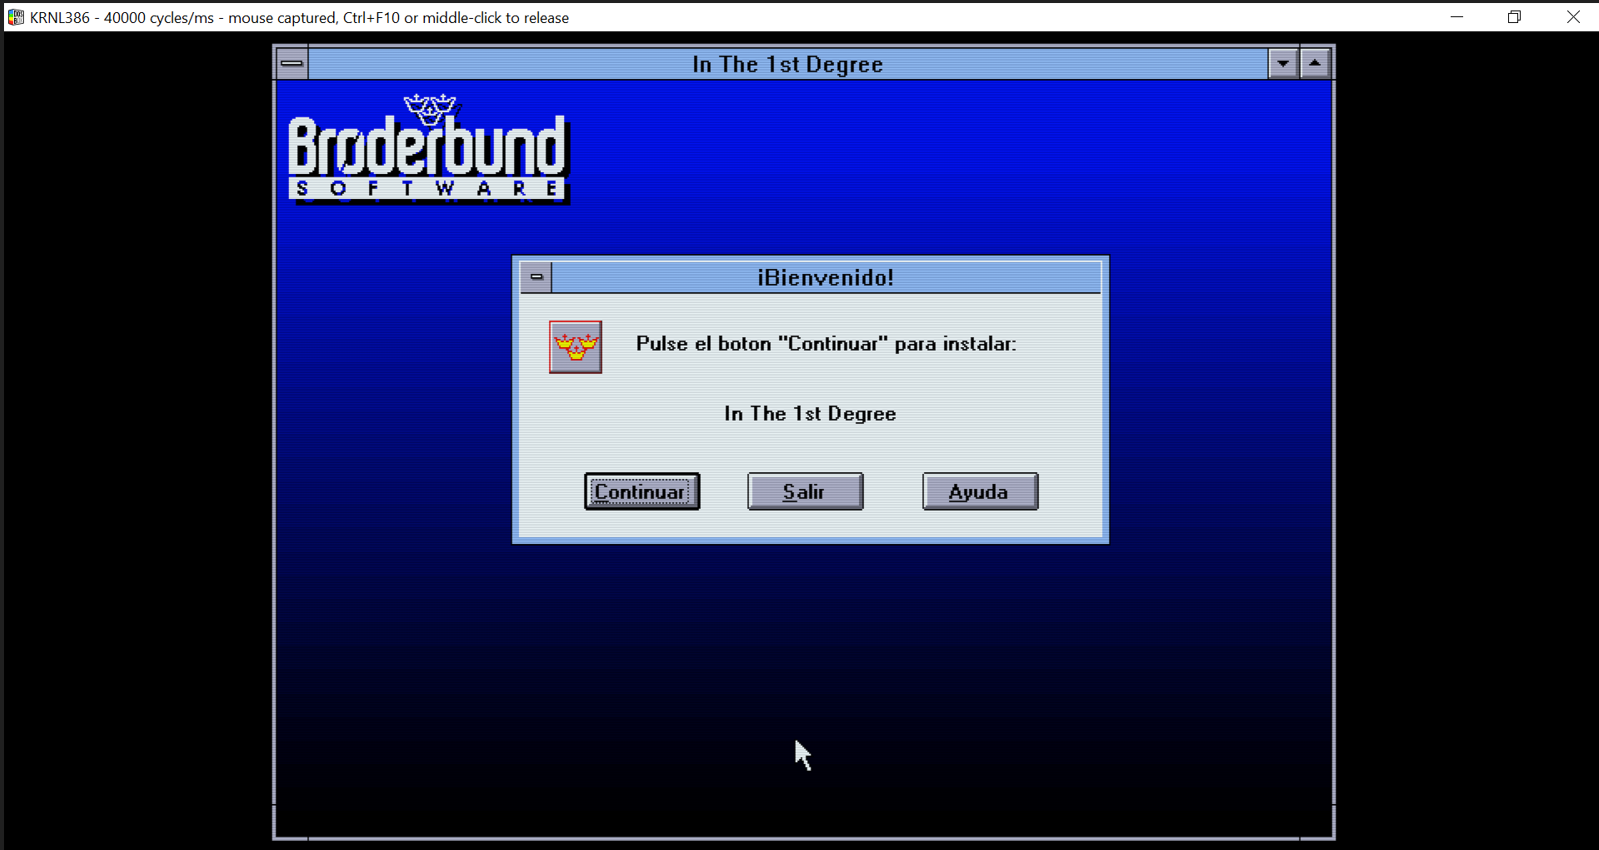 KRNL386 - 40000 cycles/ms - mouse captured, Ctrl+F10 or middle-click to release
In The 1st Degree
Brøderbund
SOFTWARE
¡Bienvenido!
Pulse el boton "Continuar" para instalar:
In The 1st Degree
Continuar
Salir
Ayuda